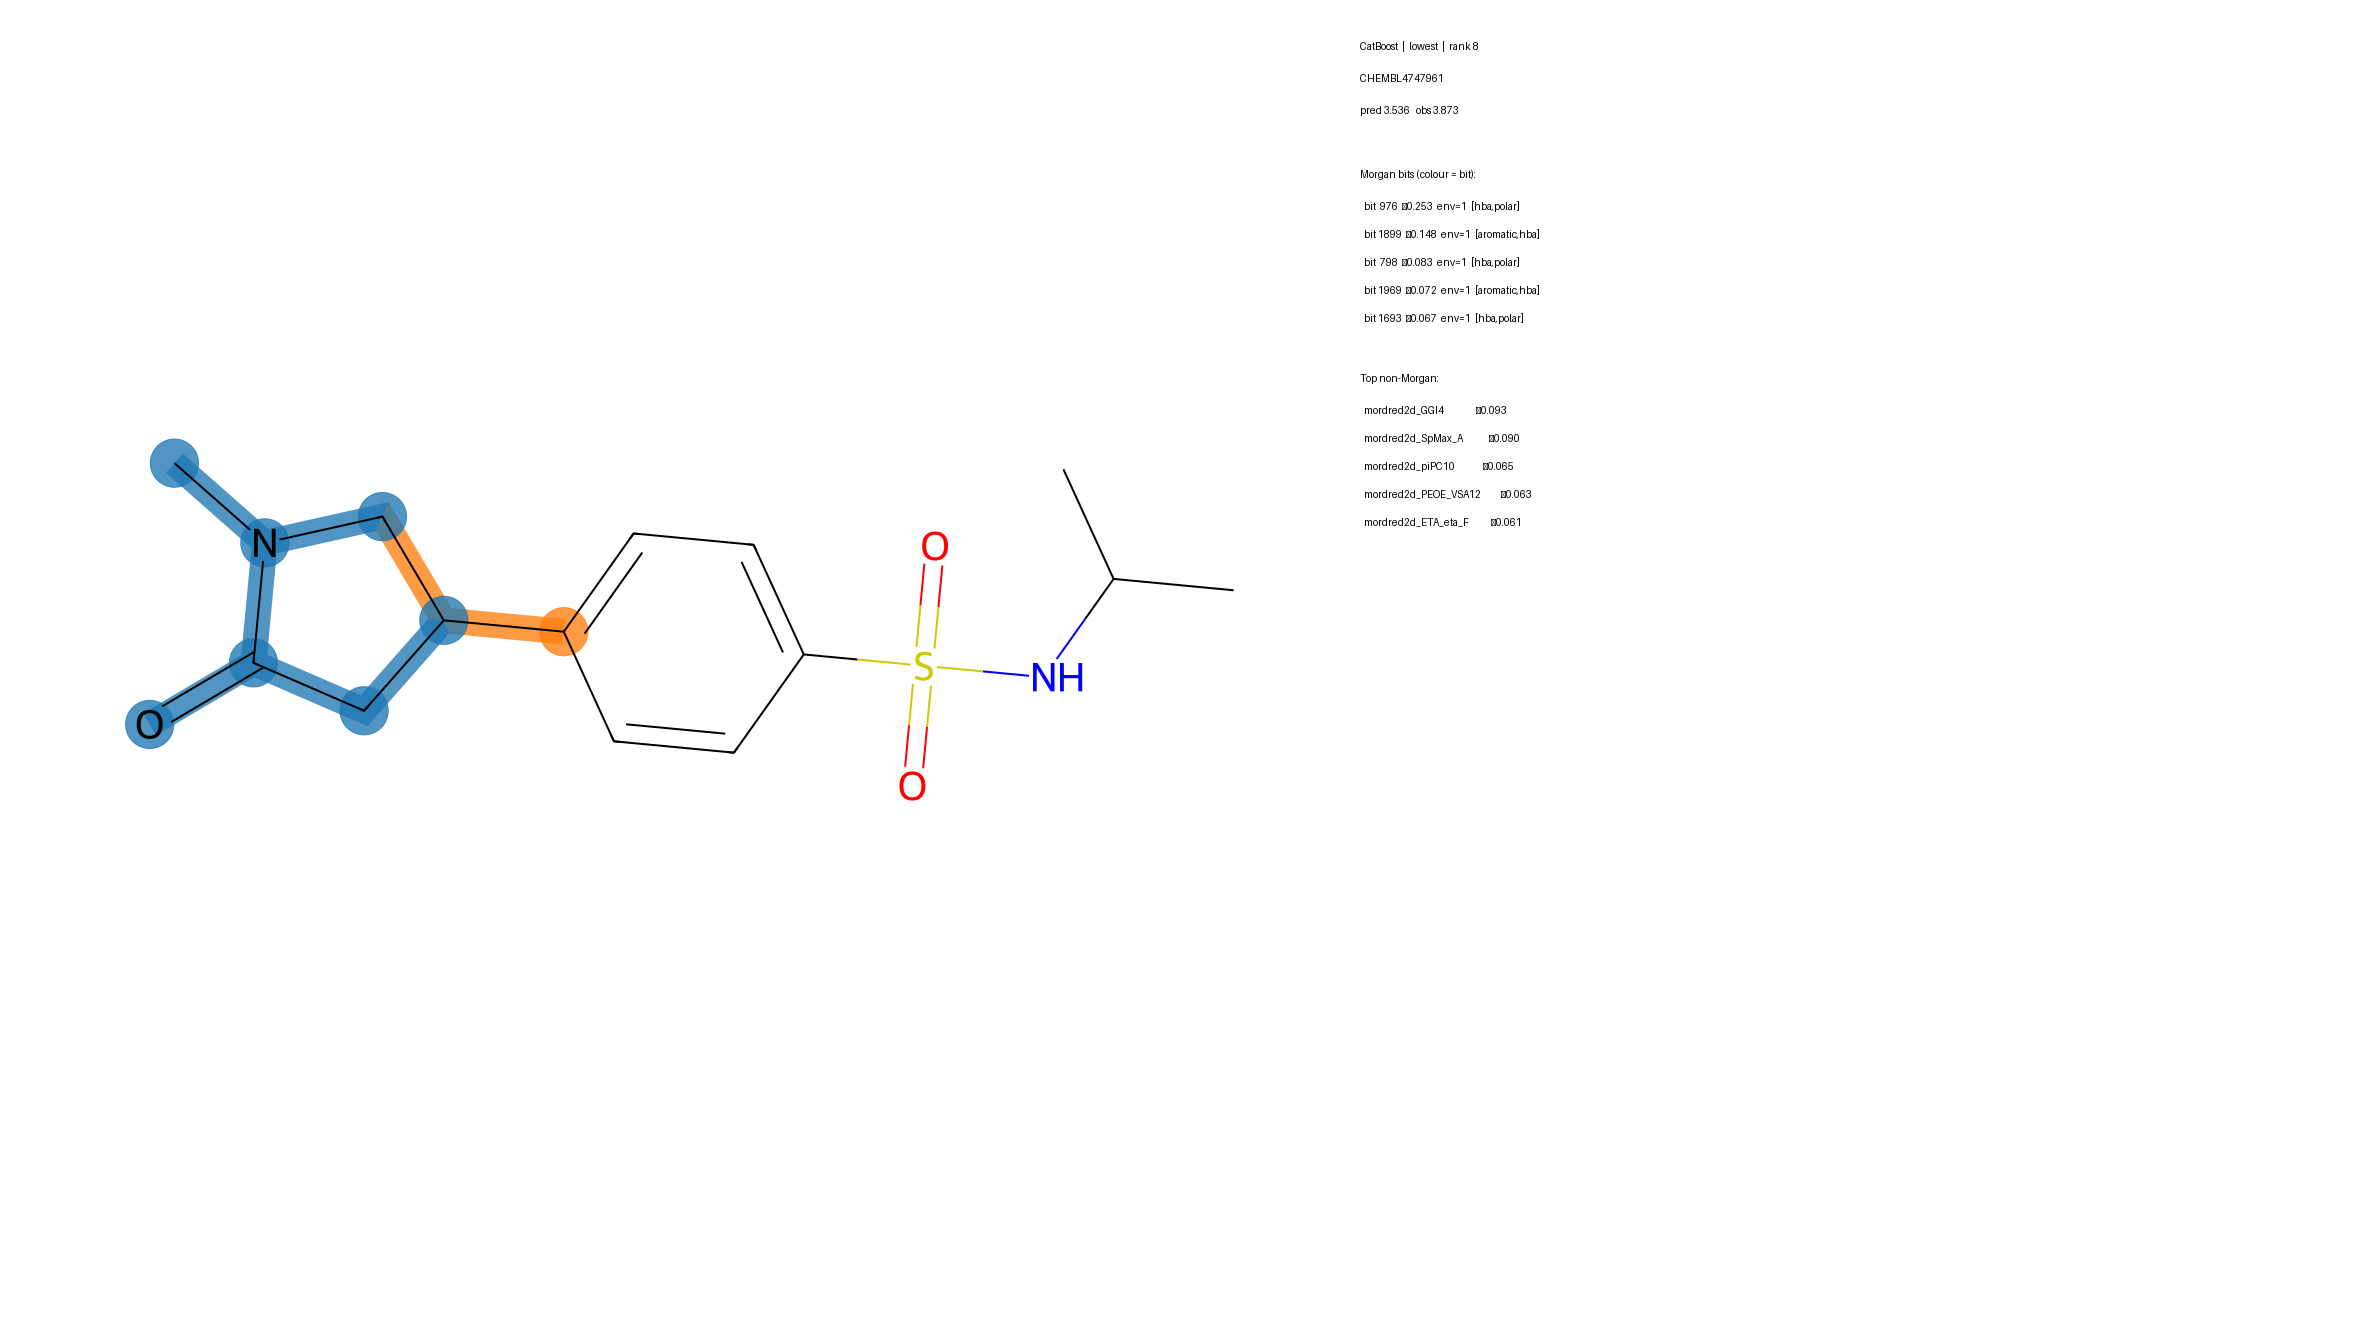 CatBoost | lowest | rank 8
CHEMBL4747961
pred 3.536 obs 3.873
Morgan bits (colour = bit):
bit 976 ▯0.253 env=1 [hba,polar]
bit 1899 ▯0.148 env=1 [aromatic,hba]
bit 798 ▯0.083 env=1 [hba,polar]
bit 1969 ▯0.072 env=1 [aromatic,hba]
bit 1693 ▯0.067 env=1 [hba,polar]
Top non-Morgan:
mordred2d_GGI4 ▯0.093
mordred2d_SpMax_A ▯0.090
mordred2d_piPC10 ▯0.065
mordred2d_PEOE_VSA12 ▯0.063
mordred2d_ETA_eta_F ▯0.061
N
O
O
S
NH
O